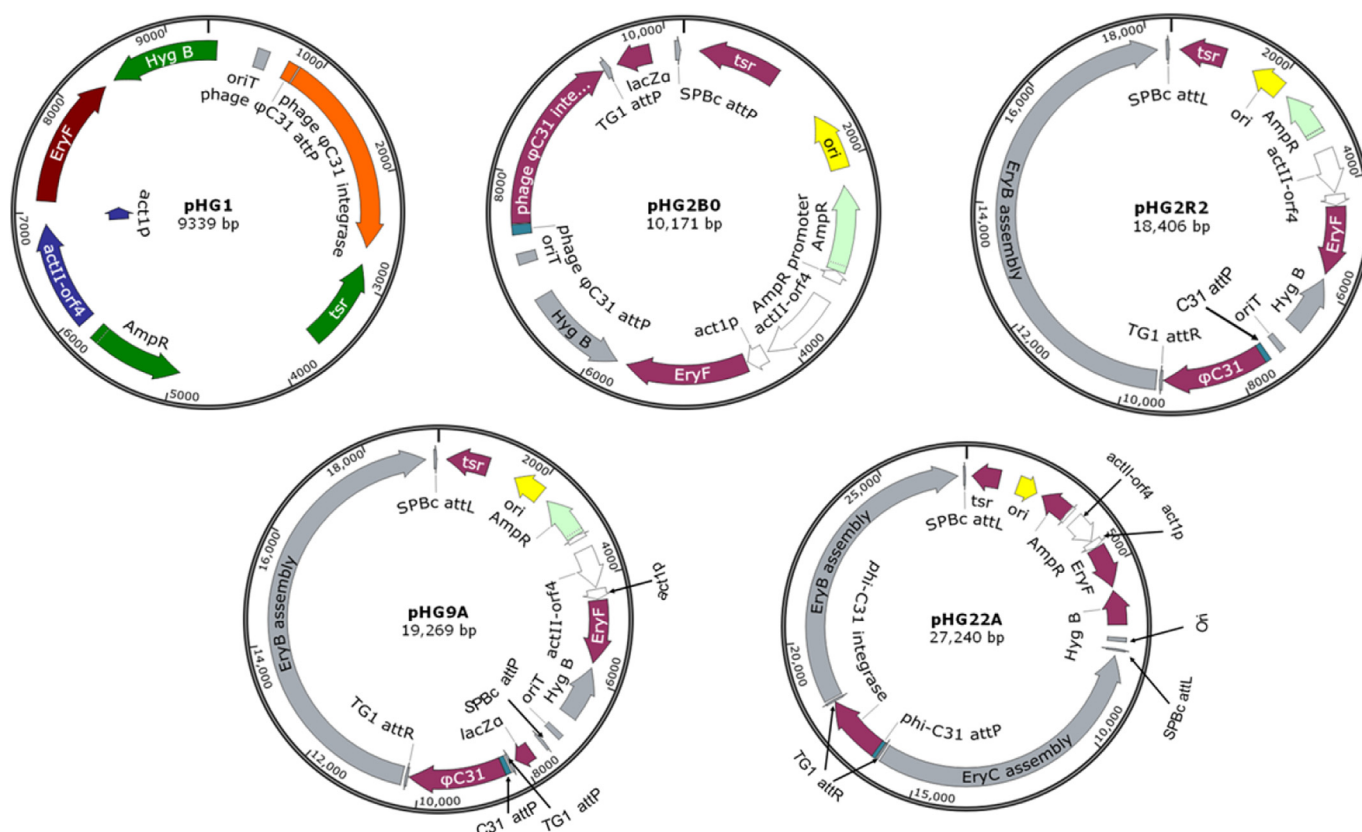 pHG1
9339 bp
1000
2000
3000
4000
5000
6000
7000
8000
9000
Hyg B
oriT
phage φC31 attP
phage φC31 integrase
tsr
AmpR
actII-orf4
act1p
EryF
pHG2B0
10,171 bp
2000
4000
6000
8000
10,000
lacZα
TG1 attP
SPBc attP
tsr
ori
AmpR
AmpR promoter
actII-orf4
act1p
EryF
Hyg B
oriT
phage φC31 attP
phage φC31 inte...
pHG2R2
18,406 bp
2000
4000
6000
8000
10,000
12,000
14,000
16,000
18,000
SPBc attL
tsr
ori
AmpR
actII-orf4
EryF
Hyg B
oriT
C31 attP
φC31
TG1 attR
EryB assembly
pHG9A
19,269 bp
2000
4000
6000
8000
10,000
12,000
14,000
16,000
18,000
SPBc attL
tsr
ori
AmpR
actII-orf4
act1p
EryF
Hyg B
oriT
SPBc attP
lacZα
TG1 attP
C31 attP
φC31
TG1 attR
EryB assembly
pHG22A
27,240 bp
5000
10,000
15,000
20,000
25,000
SPBc attL
tsr
ori
AmpR
actII-orf4
act1p
EryF
Hyg B
Ori
SPBc attL
EryC assembly
phi-C31 attP
TG1 attR
phi-C31 integrase
EryB assembly